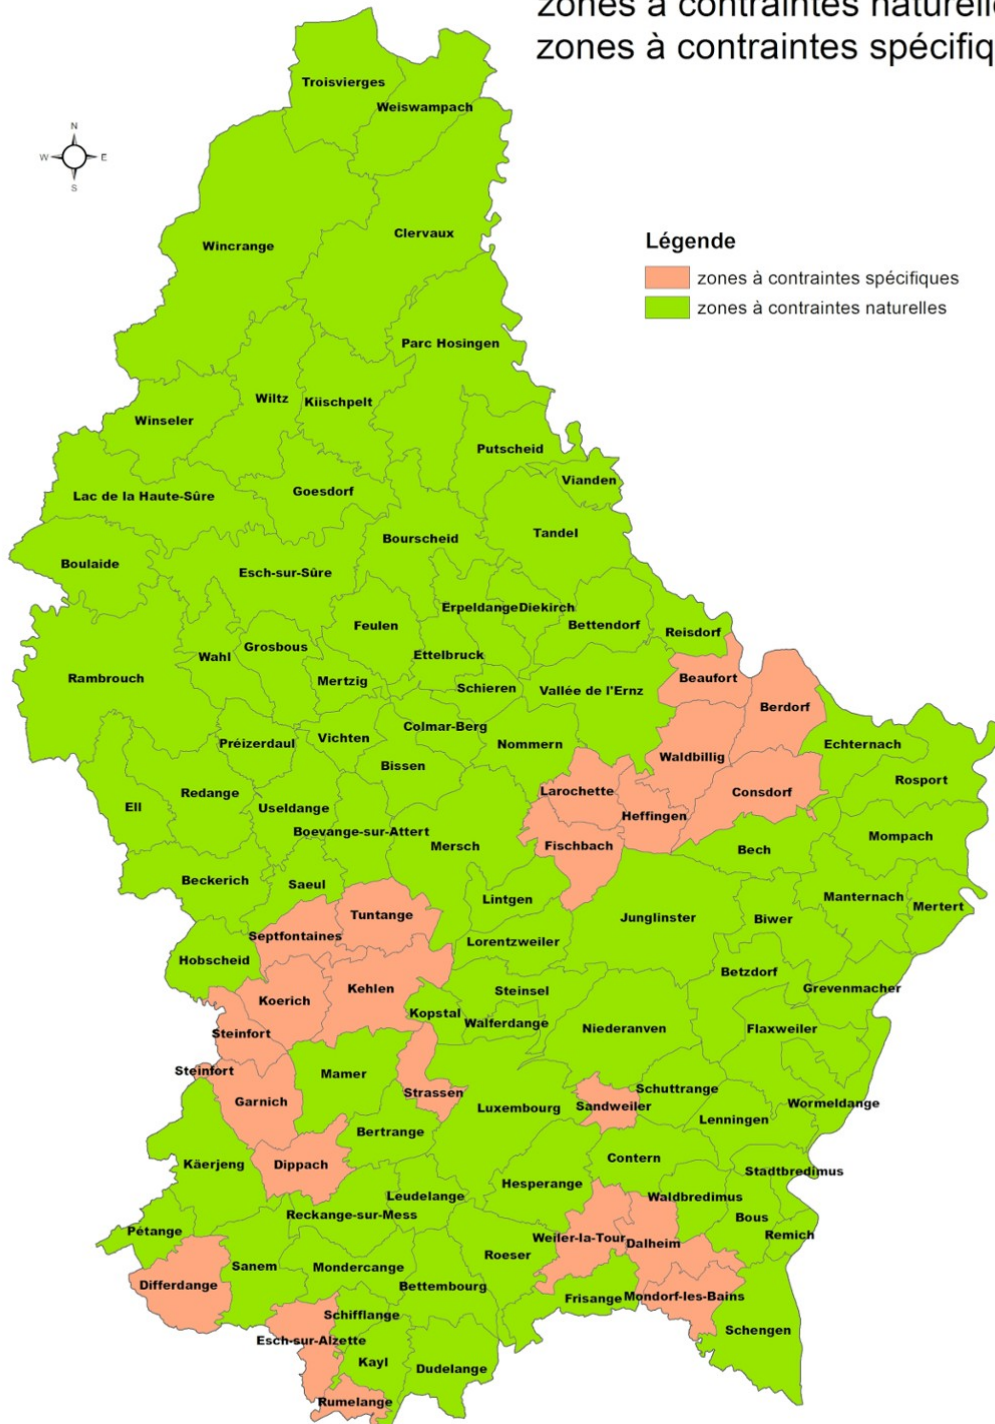 zones à contraintes naturelle
zones à contraintes spécifiq
N
W E
S
Légende
zones à contraintes spécifiques
zones à contraintes naturelles
Troisvierges
Weiswampach
Clervaux
Wincrange
Parc Hosingen
Wiltz
Kiischpelt
Winseler
Putscheid
Vianden
Goesdorf
Lac de la Haute-Sûre
Tandel
Bourscheid
Boulaide
Esch-sur-Sûre
Erpeldange
Diekirch
Feulen
Bettendorf
Reisdorf
Grosbous
Wahl
Ettelbruck
Rambrouch
Mertzig
Beaufort
Schieren
Vallée de l'Ernz
Berdorf
Colmar-Berg
Préizerdaul
Vichten
Nommern
Echternach
Waldbillig
Bissen
Rosport
Ell
Redange
Larochette
Consdorf
Useldange
Heffingen
Boevange-sur-Attert
Mersch
Fischbach
Mompach
Bech
Beckerich
Saeul
Lintgen
Manternach
Mertert
Tuntange
Junglinster
Biwer
Septfontaines
Lorentzweiler
Hobscheid
Betzdorf
Kehlen
Steinsel
Grevenmacher
Koerich
Kopstal
Walferdange
Niederanven
Flaxweiler
Steinfort
Steinfort
Mamer
Strassen
Schuttrange
Garnich
Luxembourg
Sandweiler
Wormeldange
Lenningen
Bertrange
Contern
Käerjeng
Dippach
Stadtbredimus
Hesperange
Leudelange
Waldbredimus
Reckange-sur-Mess
Bous
Pétange
Remich
Weiler-la-Tour
Dalheim
Roeser
Sanem
Mondercange
Differdange
Bettembourg
Frisange
Mondorf-les-Bains
Schifflange
Schengen
Esch-sur-Alzette
Kayl
Dudelange
Rumelange